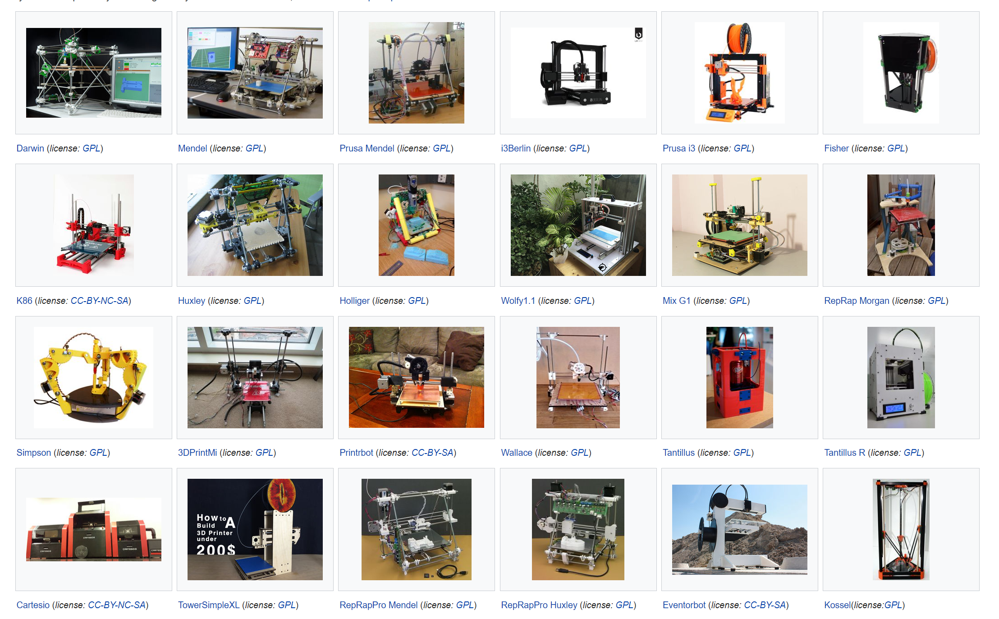 Darwin (license: GPL)
Mendel (license: GPL)
Prusa Mendel (license: GPL)
i3Berlin (license: GPL)
Prusa i3 (license: GPL)
Fisher (license: GPL)
K86 (license: CC-BY-NC-SA)
Huxley (license: GPL)
Holliger (license: GPL)
Wolfy1.1 (license: GPL)
Mix G1 (license: GPL)
RepRap Morgan (license: GPL)
Simpson (license: GPL)
3DPrintMi (license: GPL)
Printrbot (license: CC-BY-SA)
Wallace (license: GPL)
Tantillus (license: GPL)
Tantillus R (license: GPL)
CARTESIO
CARTESIO
CARTESIO
How to A
Build
3D Printer
under
200$
Cartesio (license: CC-BY-NC-SA)
TowerSimpleXL (license: GPL)
RepRapPro Mendel (license: GPL)
RepRapPro Huxley (license: GPL)
Eventorbot (license: CC-BY-SA)
Kossel(license:GPL)